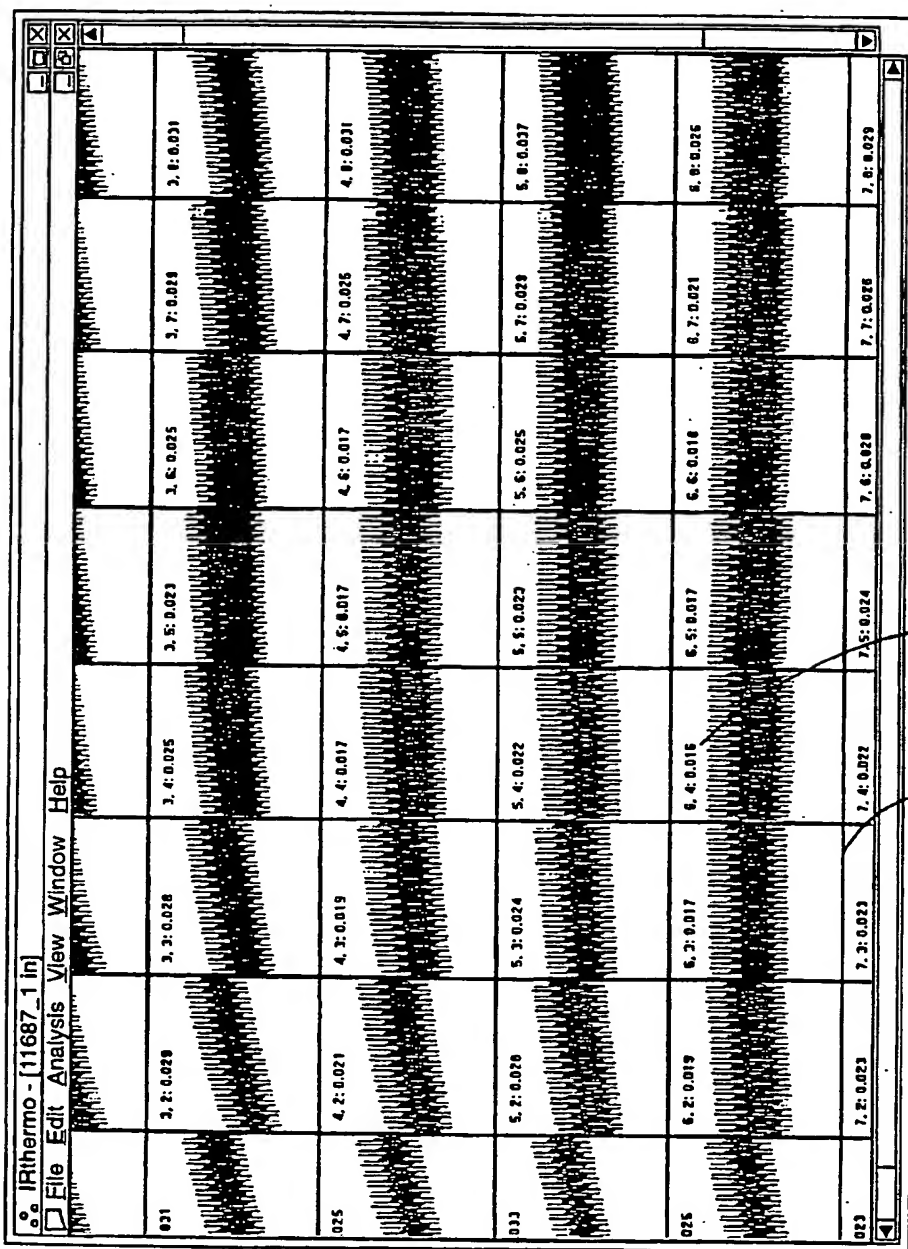 IRthermo - [11687_1 in]
File Edit Analysis View Window Help
031 3, 2: 0.029 3, 3: 0.028 3, 4: 0.025 3, 5: 0.023 3, 6: 0.025 3, 7: 0.028 3, 8: 0.031
.025 4, 2: 0.021 4, 3: 0.019 4, 4: 0.017 4, 5: 0.017 4, 6: 0.017 4, 7: 0.025 4, 8: 0.031
.033 5, 2: 0.028 5, 3: 0.024 5, 4: 0.022 5, 5: 0.023 5, 6: 0.025 5, 7: 0.029 5, 8: 0.037
025 6, 2: 0.019 6, 3: 0.017 6, 4: 0.016 6, 5: 0.017 6, 6: 0.018 6, 7: 0.021 6, 8: 0.026
023 7, 2: 0.023 7, 3: 0.023 7, 4: 0.022 7, 5: 0.024 7, 6: 0.028 7, 7: 0.026 7, 8: 0.029